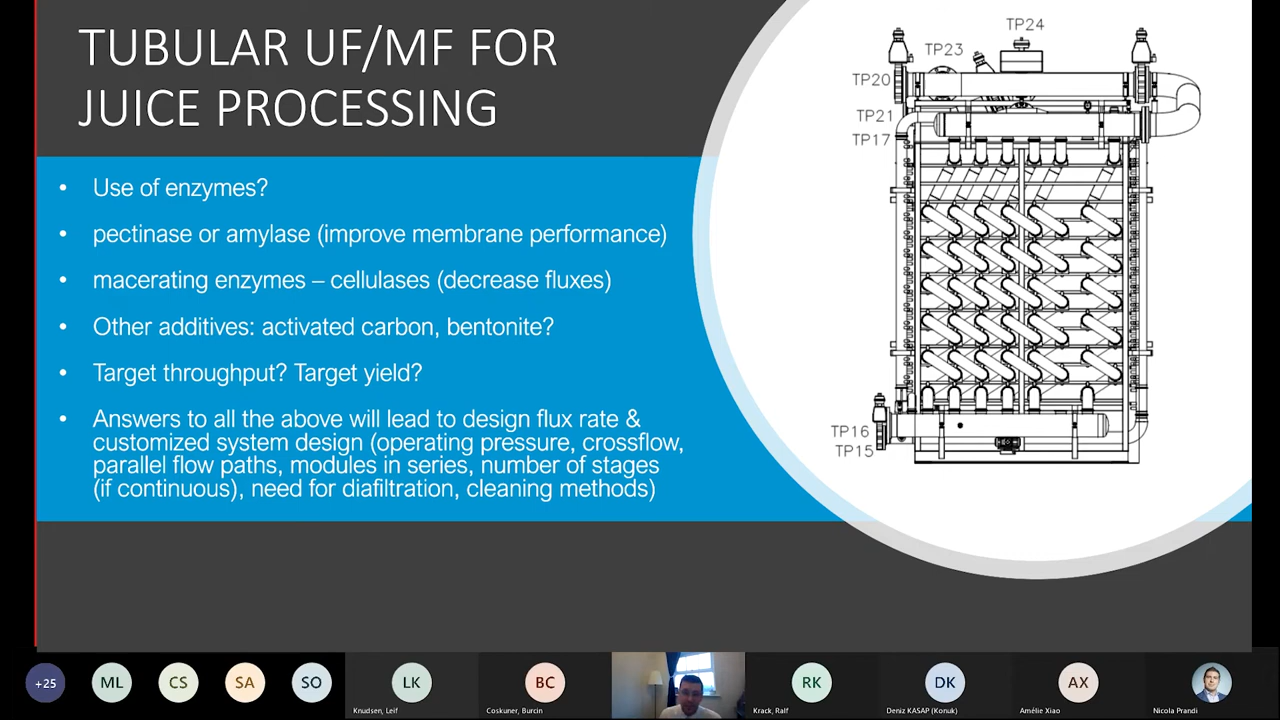 TUBULAR UF/MF FOR
JUICE PROCESSING
• Use of enzymes?
• pectinase or amylase (improve membrane performance)
• macerating enzymes – cellulases (decrease fluxes)
• Other additives: activated carbon, bentonite?
• Target throughput? Target yield?
• Answers to all the above will lead to design flux rate &
customized system design (operating pressure, crossflow,
parallel flow paths, modules in series, number of stages
(if continuous), need for diafiltration, cleaning methods)
TP24
TP23
TP20
TP21
TP17
TP16
TP15
+25
ML
CS
SA
SO
LK
BC
RK
DK
AX
Knudsen, Leif
Coskuner, Burcin
Krack, Ralf
Deniz KASAP (Konuk)
Amélie Xiao
Nicola Prandi